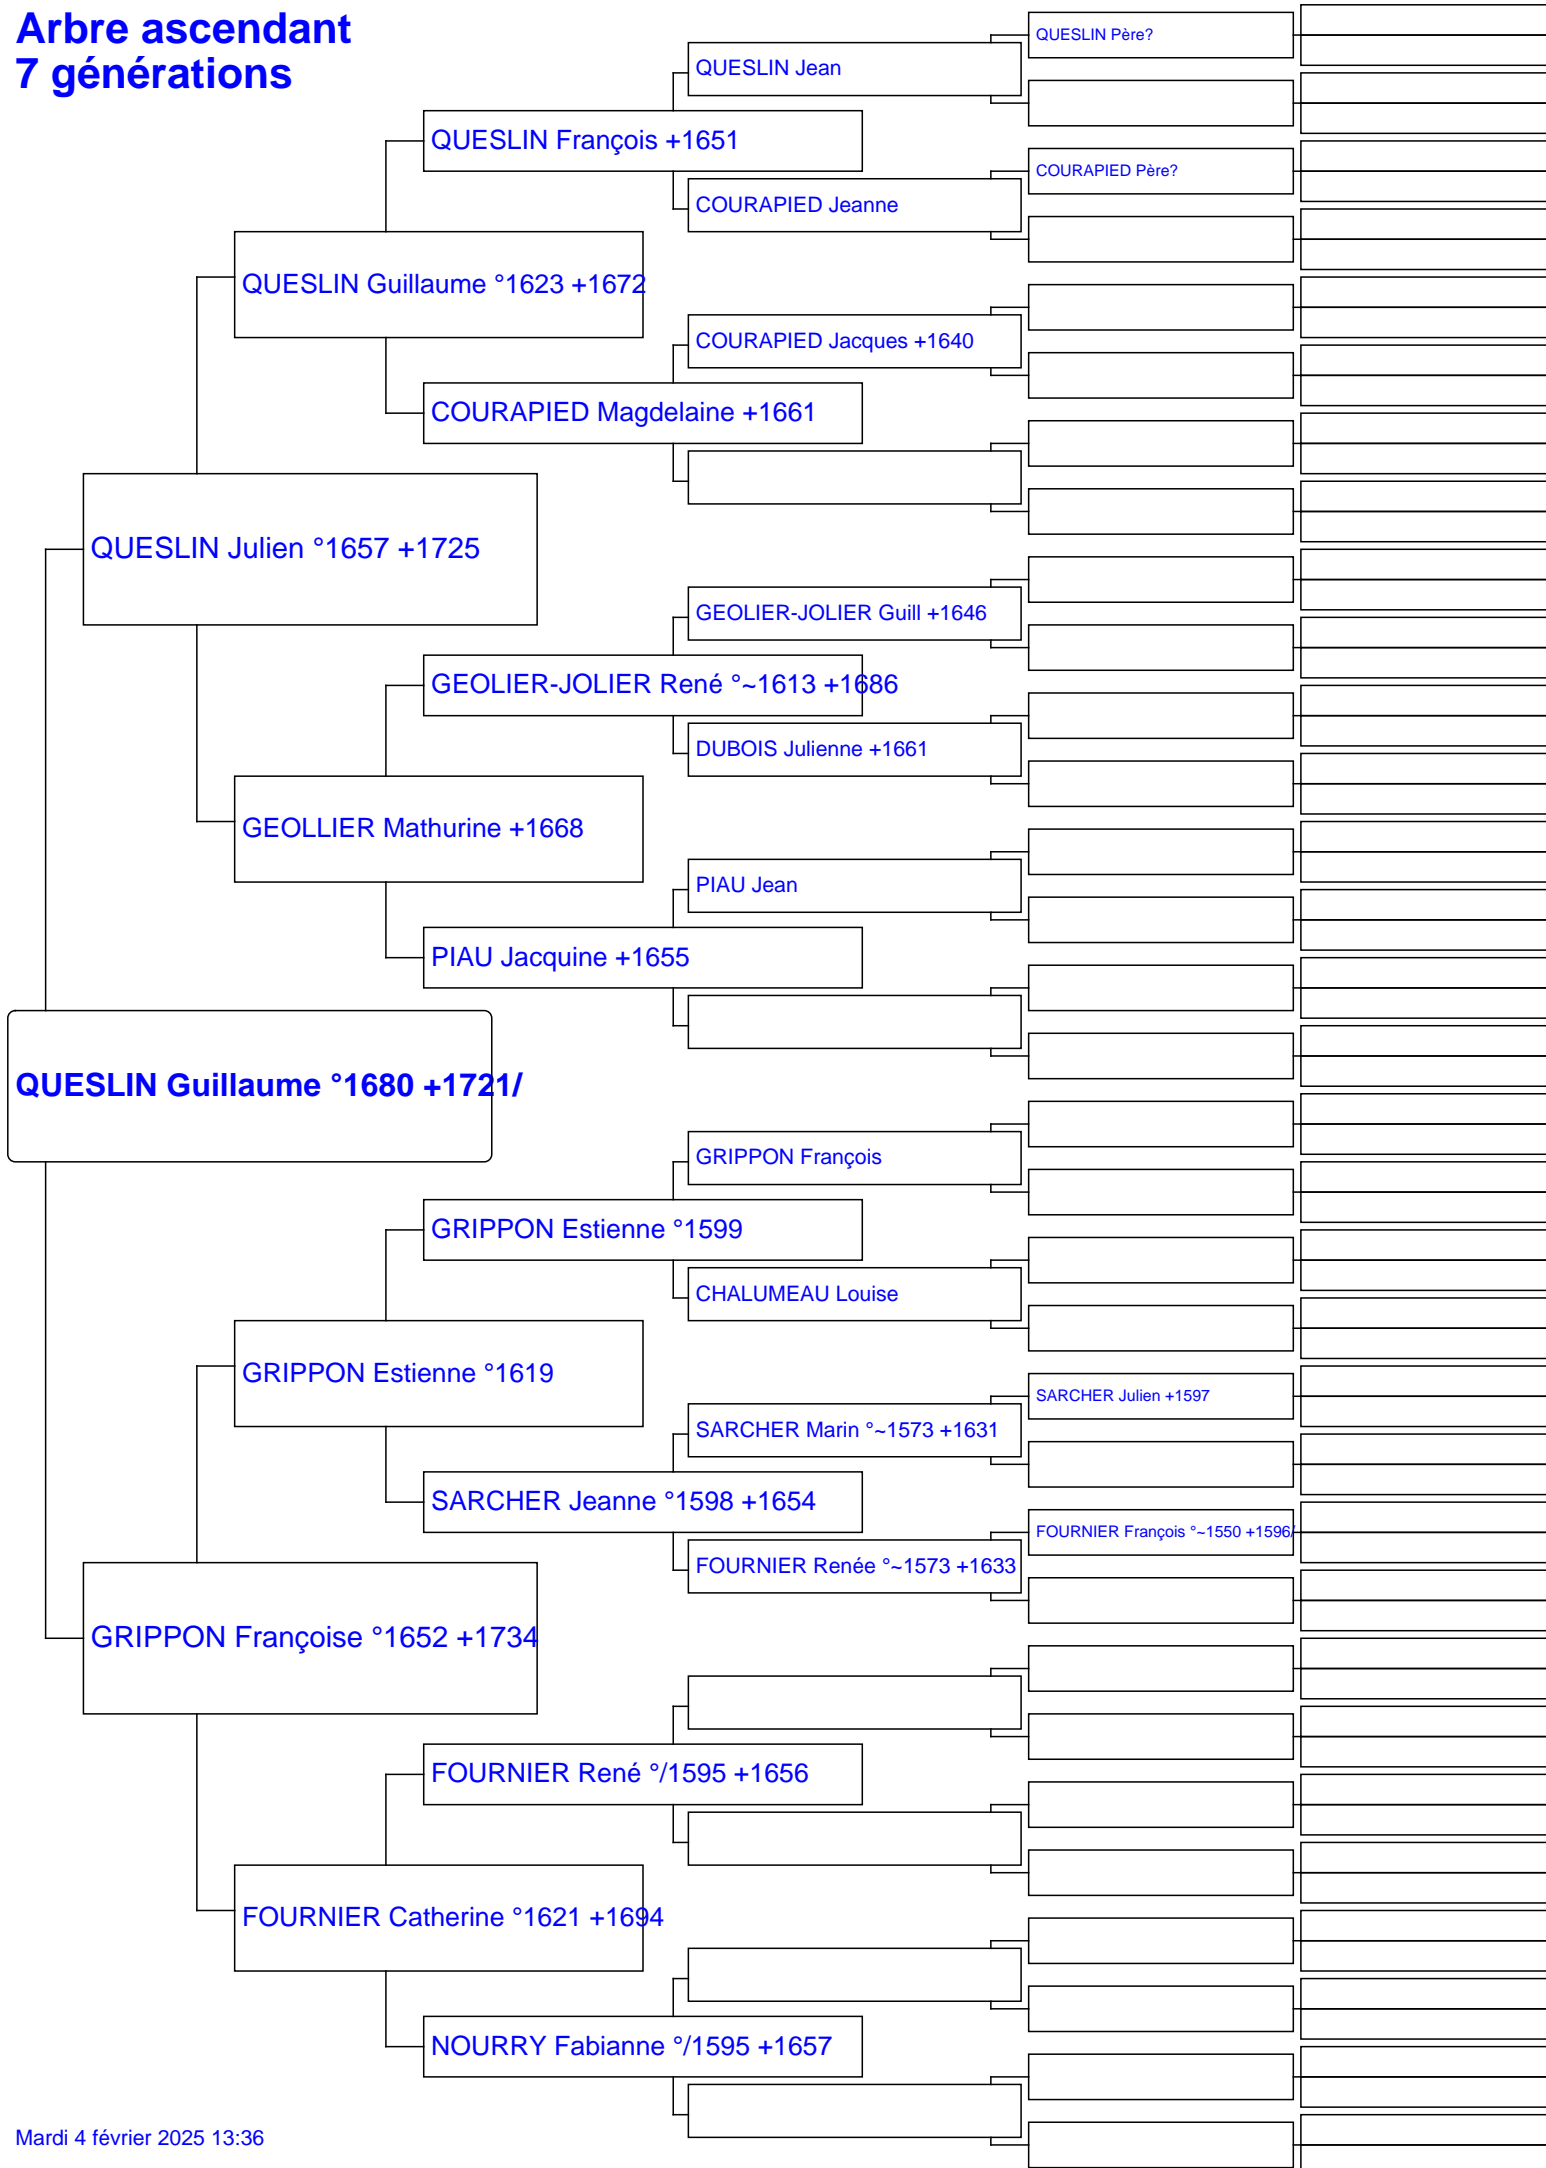 Arbre ascendant
7 générations
QUESLIN Père?
QUESLIN Jean
QUESLIN François +1651
COURAPIED Père?
COURAPIED Jeanne
QUESLIN Guillaume °1623 +1672
COURAPIED Jacques +1640
COURAPIED Magdelaine +1661
QUESLIN Julien °1657 +1725
GEOLIER-JOLIER Guill +1646
GEOLIER-JOLIER René °~1613 +1686
DUBOIS Julienne +1661
GEOLLIER Mathurine +1668
PIAU Jean
PIAU Jacquine +1655
QUESLIN Guillaume °1680 +1721/
GRIPPON François
GRIPPON Estienne °1599
CHALUMEAU Louise
GRIPPON Estienne °1619
SARCHER Julien +1597
SARCHER Marin °~1573 +1631
SARCHER Jeanne °1598 +1654
FOURNIER François °~1550 +1596/
FOURNIER Renée °~1573 +1633
GRIPPON Françoise °1652 +1734
FOURNIER René °/1595 +1656
FOURNIER Catherine °1621 +1694
NOURRY Fabianne °/1595 +1657
Mardi 4 février 2025 13:36